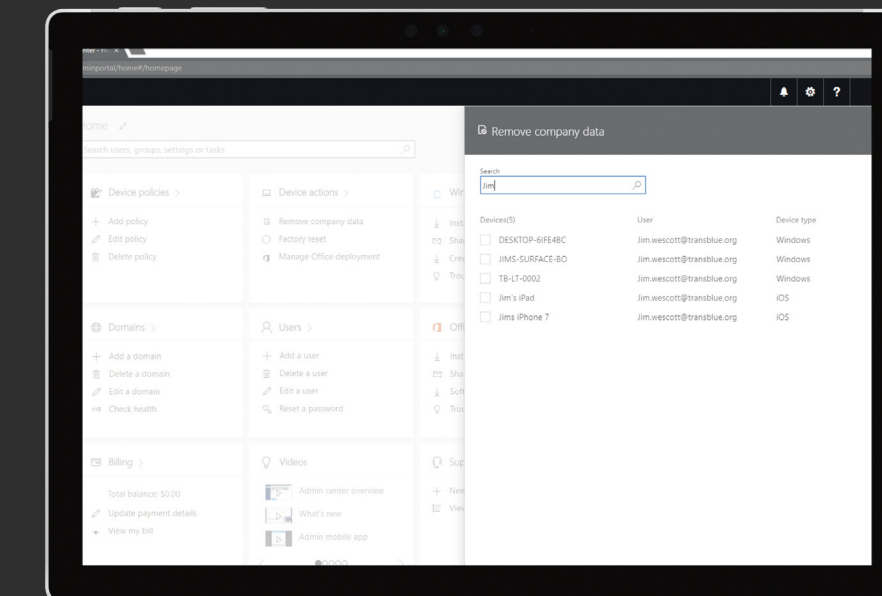 minportal/home#/homepage
Home
Search users, groups, settings or tasks
Device policies >
Add policy
Edit policy
Delete policy
Device actions >
Remove company data
Factory reset
Manage Office deployment
Domains >
Add a domain
Delete a domain
Edit a domain
Check health
Users >
Add a user
Delete a user
Edit a user
Reset a password
Billing >
Total balance: $0.00
Update payment details
View my bill
Videos
Admin center overview
What's new
Admin mobile app
Remove company data
Search
Jim
Devices(5) User Device type
DESKTOP-6IFE4BC Jim.wescott@transblue.org Windows
JIMS-SURFACE-BO Jim.wescott@transblue.org Windows
TB-LT-0002 Jim.wescott@transblue.org Windows
Jim's iPad Jim.wescott@transblue.org iOS
Jims iPhone 7 Jim.wescott@transblue.org iOS